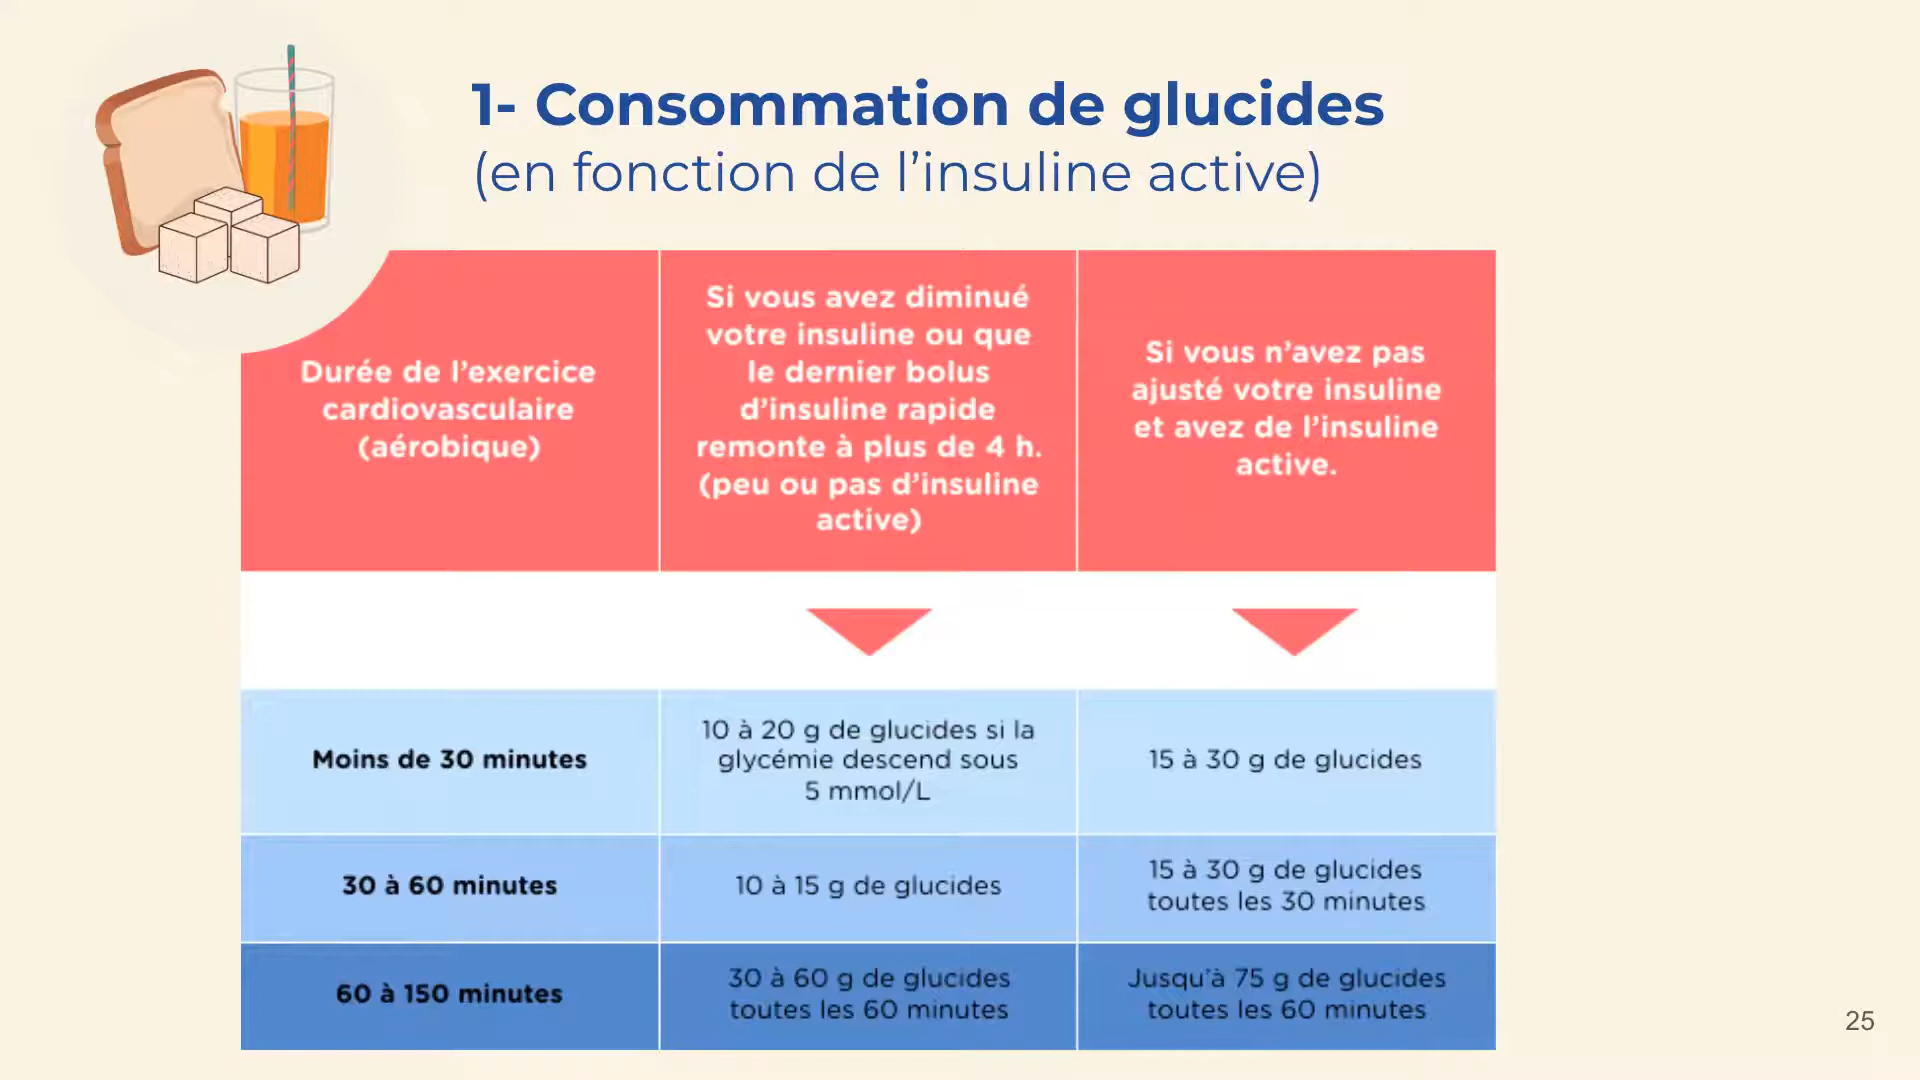 1- Consommation de glucides
(en fonction de l’insuline active)
Durée de l’exercice
cardiovasculaire
(aérobique)
Si vous avez diminué
votre insuline ou que
le dernier bolus
d’insuline rapide
remonte à plus de 4 h.
(peu ou pas d’insuline
active)
Si vous n’avez pas
ajusté votre insuline
et avez de l’insuline
active.
Moins de 30 minutes
10 à 20 g de glucides si la
glycémie descend sous
5 mmol/L
15 à 30 g de glucides
30 à 60 minutes
10 à 15 g de glucides
15 à 30 g de glucides
toutes les 30 minutes
60 à 150 minutes
30 à 60 g de glucides
toutes les 60 minutes
Jusqu’à 75 g de glucides
toutes les 60 minutes
25